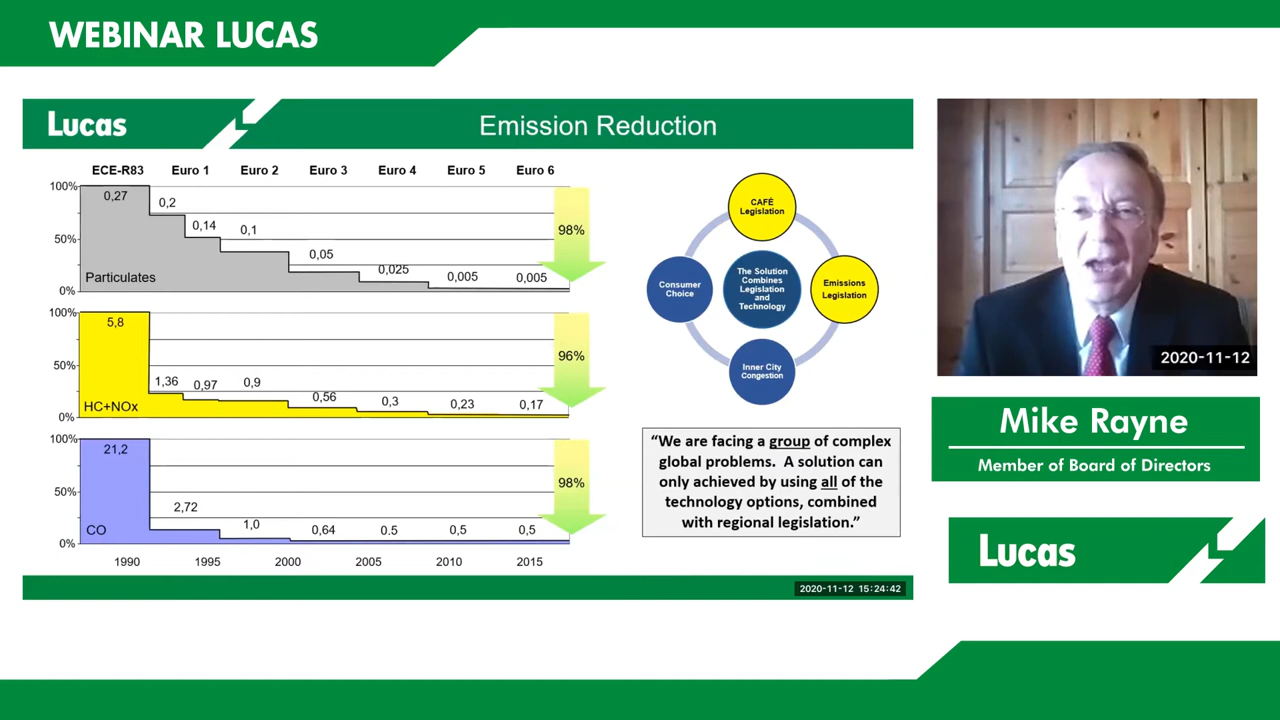 WEBINAR LUCAS
Lucas
Emission Reduction
ECE-R83 Euro 1 Euro 2 Euro 3 Euro 4 Euro 5 Euro 6
100%
50%
0%
0,27
0,2
0,14
0,1
0,05
0,025
0,005
0,005
Particulates
98%
100%
50%
0%
5,8
1,36
0,97
0,9
0,56
0,3
0,23
0,17
HC+NOx
96%
100%
50%
0%
21,2
2,72
1,0
0,64
0.5
0,5
0,5
CO
98%
1990 1995 2000 2005 2010 2015
CAFÉ
Legislation
Consumer
Choice
The Solution
Combines
Legislation
and
Technology
Emissions
Legislation
Inner City
Congestion
“We are facing a group of complex
global problems. A solution can
only achieved by using all of the
technology options, combined
with regional legislation.”
2020-11-12 15:24:42
2020-11-12
Mike Rayne
Member of Board of Directors
Lucas